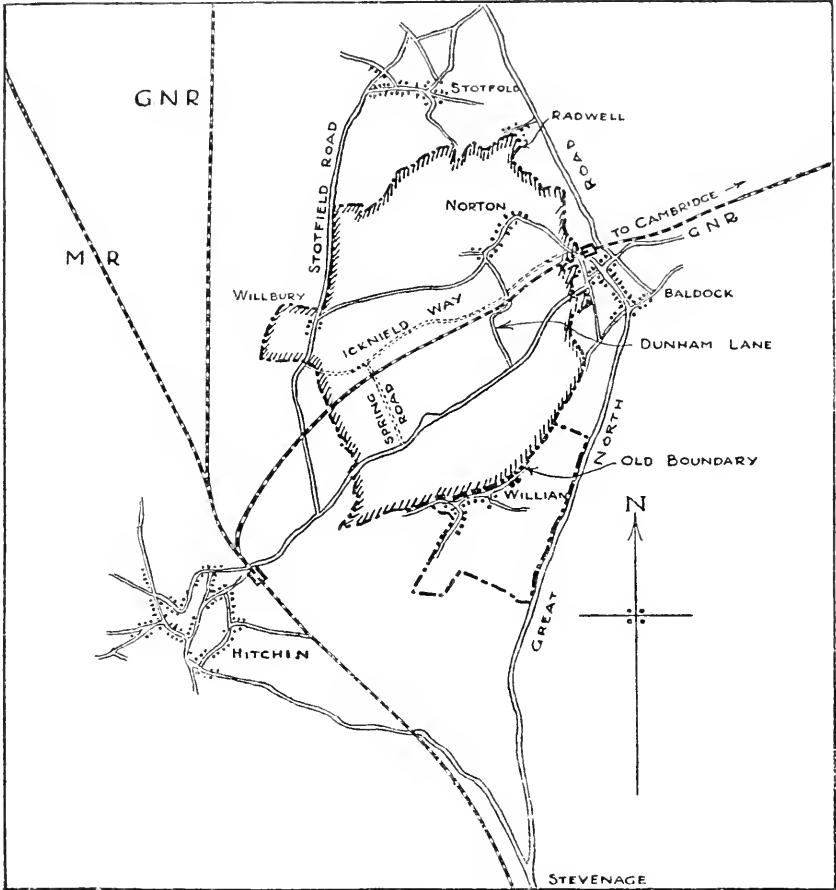 GNR
MR
STOTFOLD
RADWELL
STOTFIELD ROAD
ROAD
NORTON
TO CAMBRIDGE
GNR
WILLBURY
ICKNIELD WAY
BALDOCK
DUNHAM LANE
SPRING ROAD
NORTH
OLD BOUNDARY
WILLIAN
N
GREAT
HITCHIN
STEVENAGE